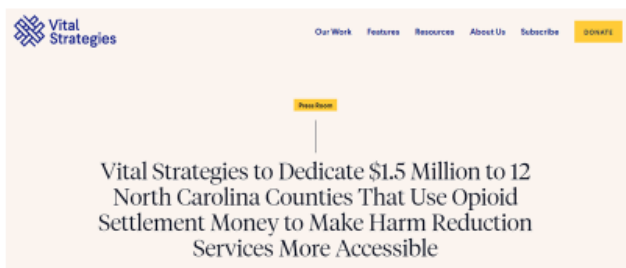 Vital
Strategies
Our Work Features Resources About Us Subscribe DONATE
Press Room
Vital Strategies to Dedicate $1.5 Million to 12
North Carolina Counties That Use Opioid
Settlement Money to Make Harm Reduction
Services More Accessible